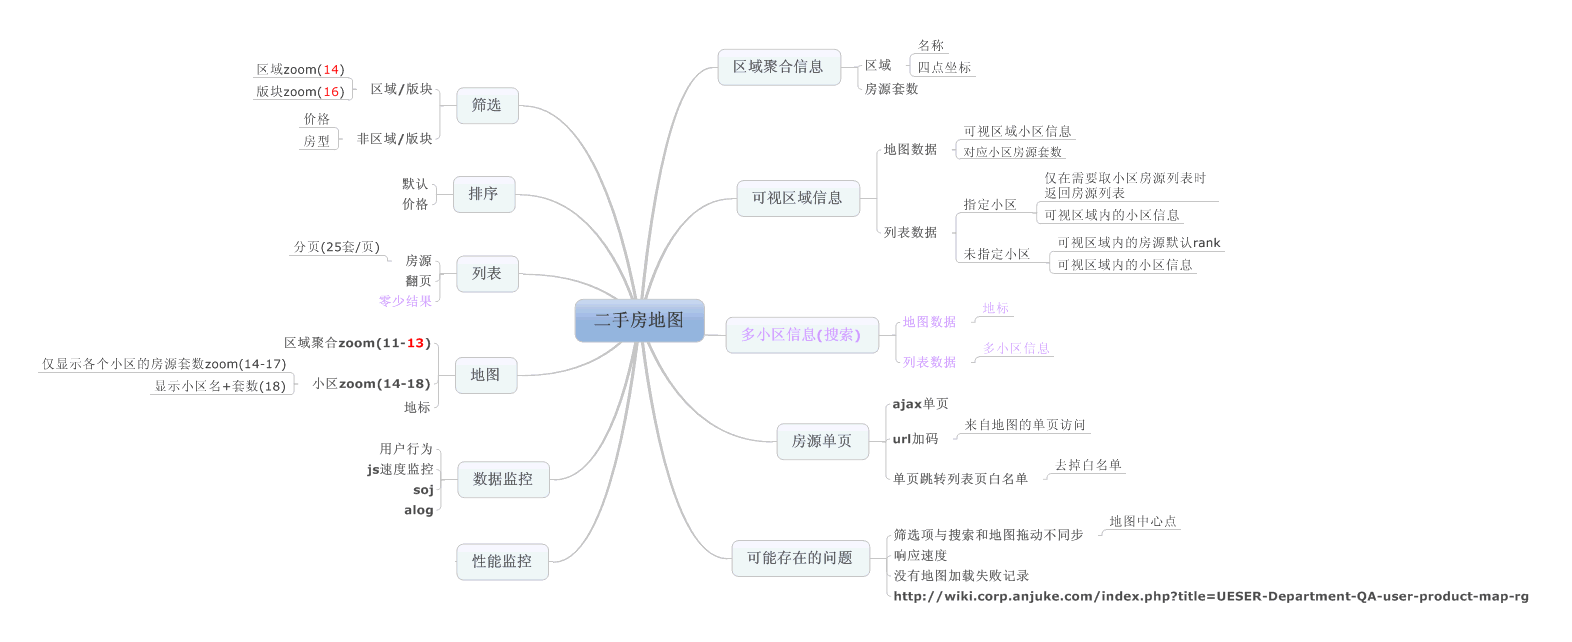 二手房地图
筛选
区域/版块
区域zoom(14)
版块zoom(16)
非区域/版块
价格
房型
排序
默认
价格
列表
房源
分页(25套/页)
翻页
零少结果
地图
区域聚合zoom(11-13)
小区zoom(14-18)
仅显示各个小区的房源套数zoom(14-17)
显示小区名+套数(18)
地标
数据监控
用户行为
js速度监控
soj
alog
性能监控
区域聚合信息
区域
名称
四点坐标
房源套数
可视区域信息
地图数据
可视区域小区信息
对应小区房源套数
列表数据
指定小区
仅在需要取小区房源列表时
返回房源列表
可视区域内的小区信息
未指定小区
可视区域内的房源默认rank
可视区域内的小区信息
多小区信息(搜索)
地图数据
地标
列表数据
多小区信息
房源单页
ajax单页
url加码
来自地图的单页访问
单页跳转列表页白名单
去掉白名单
可能存在的问题
筛选项与搜索和地图拖动不同步
地图中心点
响应速度
没有地图加载失败记录
http://wiki.corp.anjuke.com/index.php?title=UESER-Department-QA-user-product-map-rg